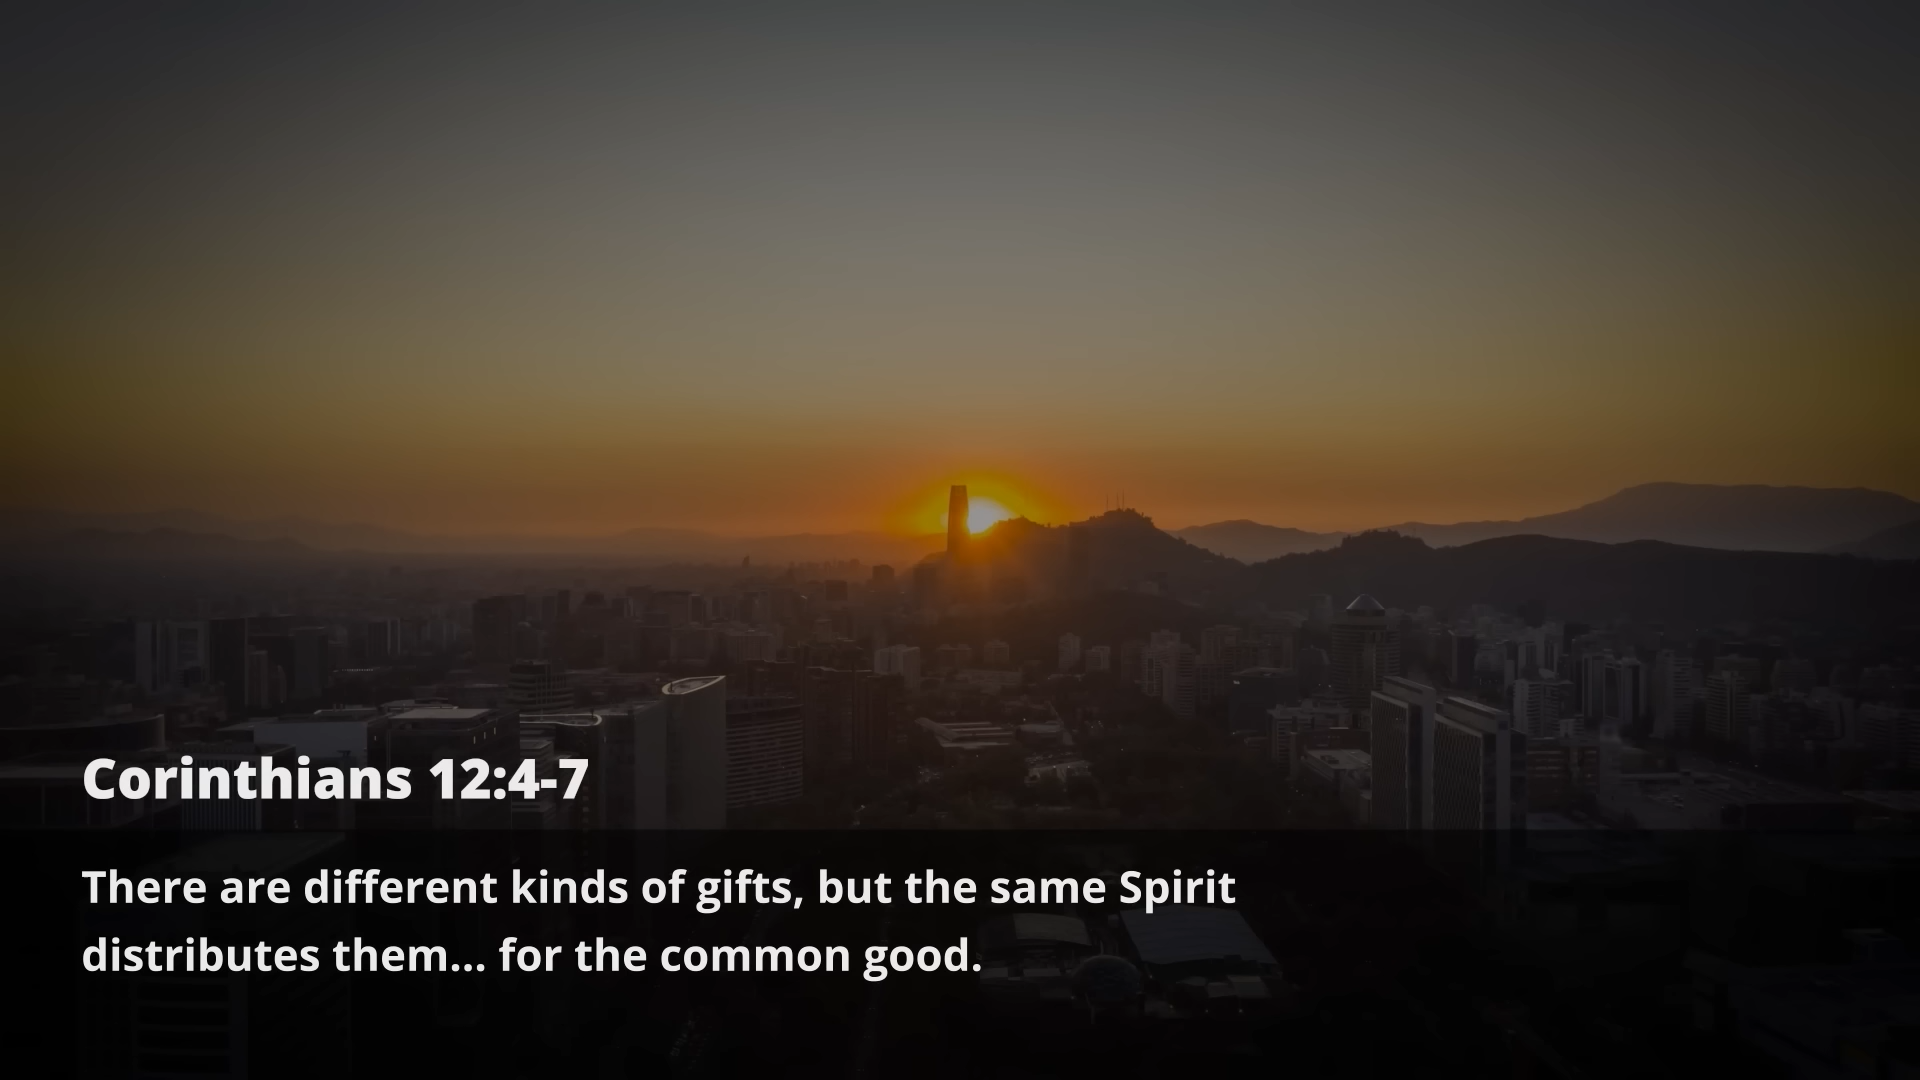 Corinthians 12:4-7
There are different kinds of gifts, but the same Spirit
distributes them... for the common good.